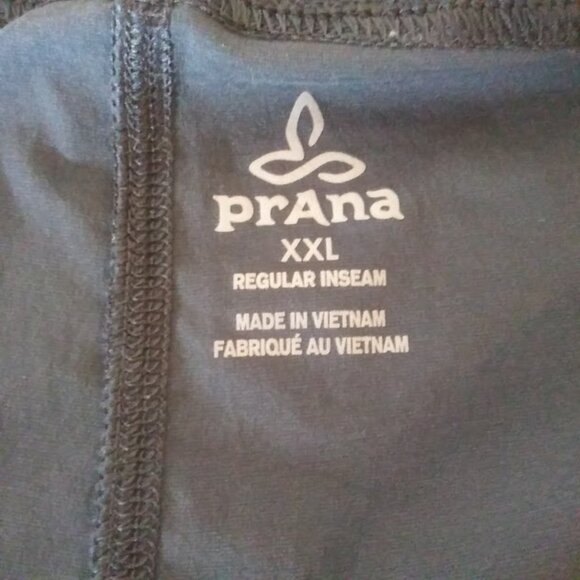 prAna
XXL
REGULAR INSEAM
MADE IN VIETNAM
FABRIQUÉ AU VIETNAM